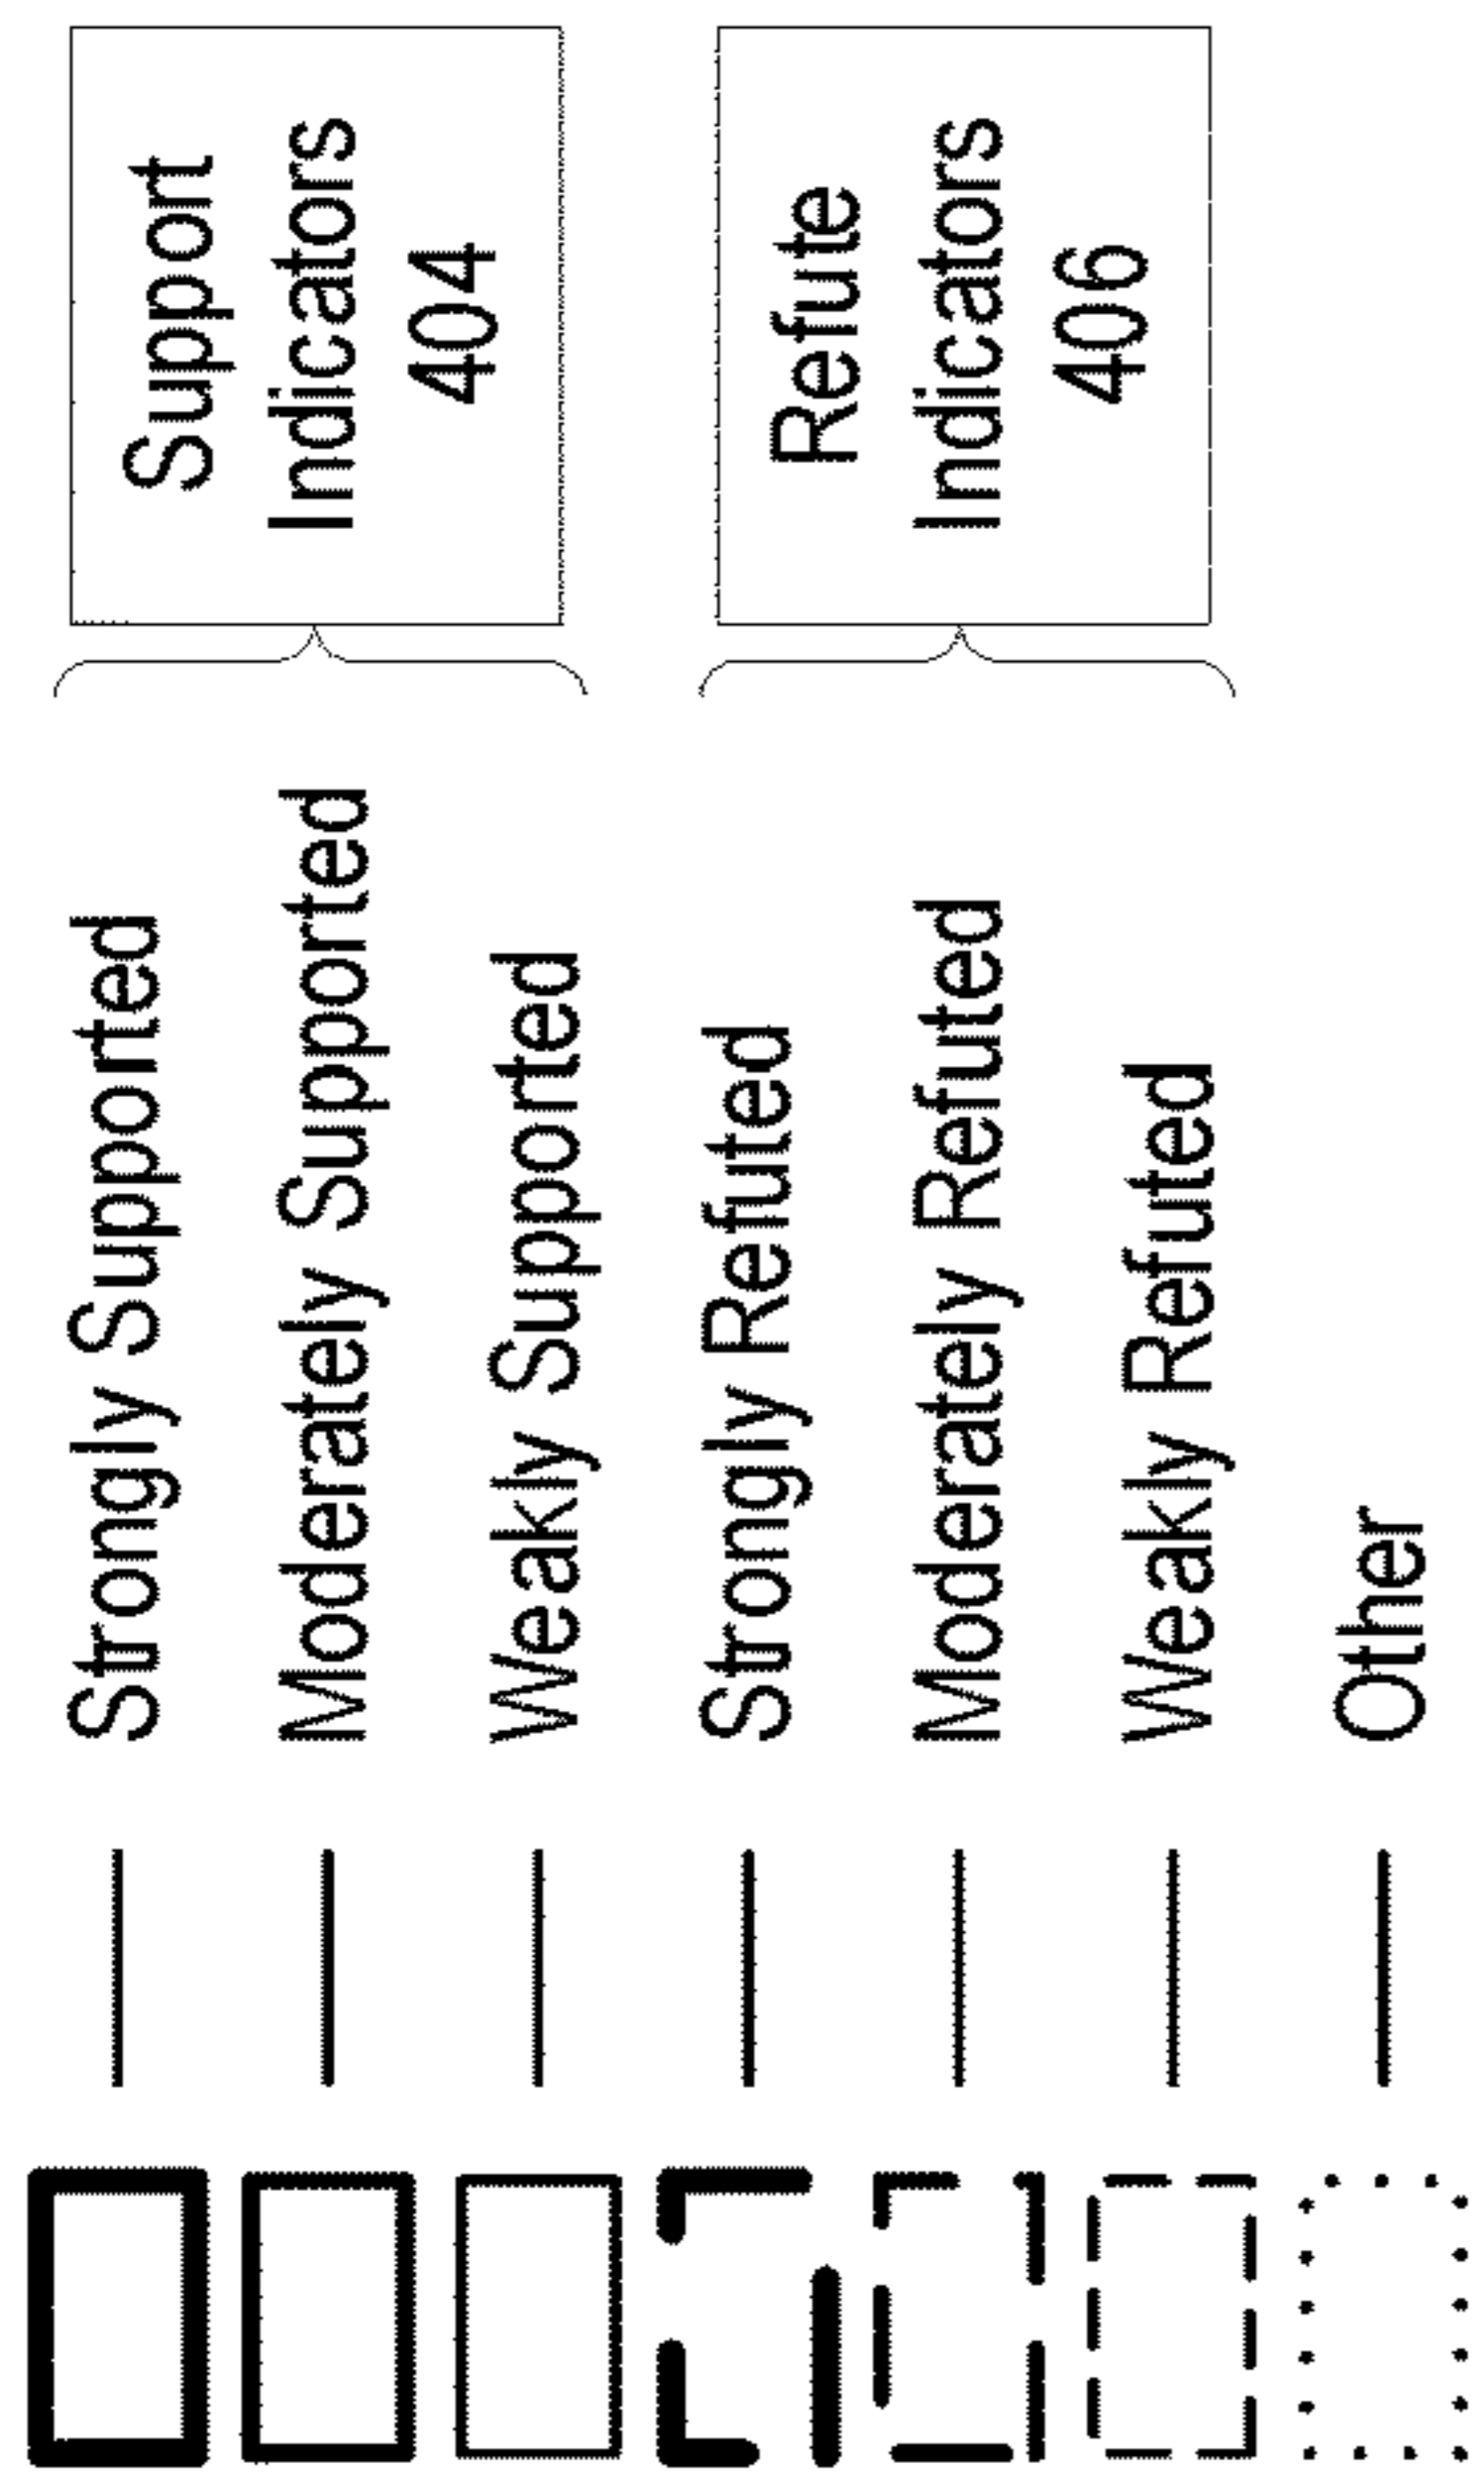 Strongly Supported
Moderately Supported
Weakly Supported
Support
Indicators
404
Strongly Refuted
Moderately Refuted
Weakly Refuted
Refute
Indicators
406
Other